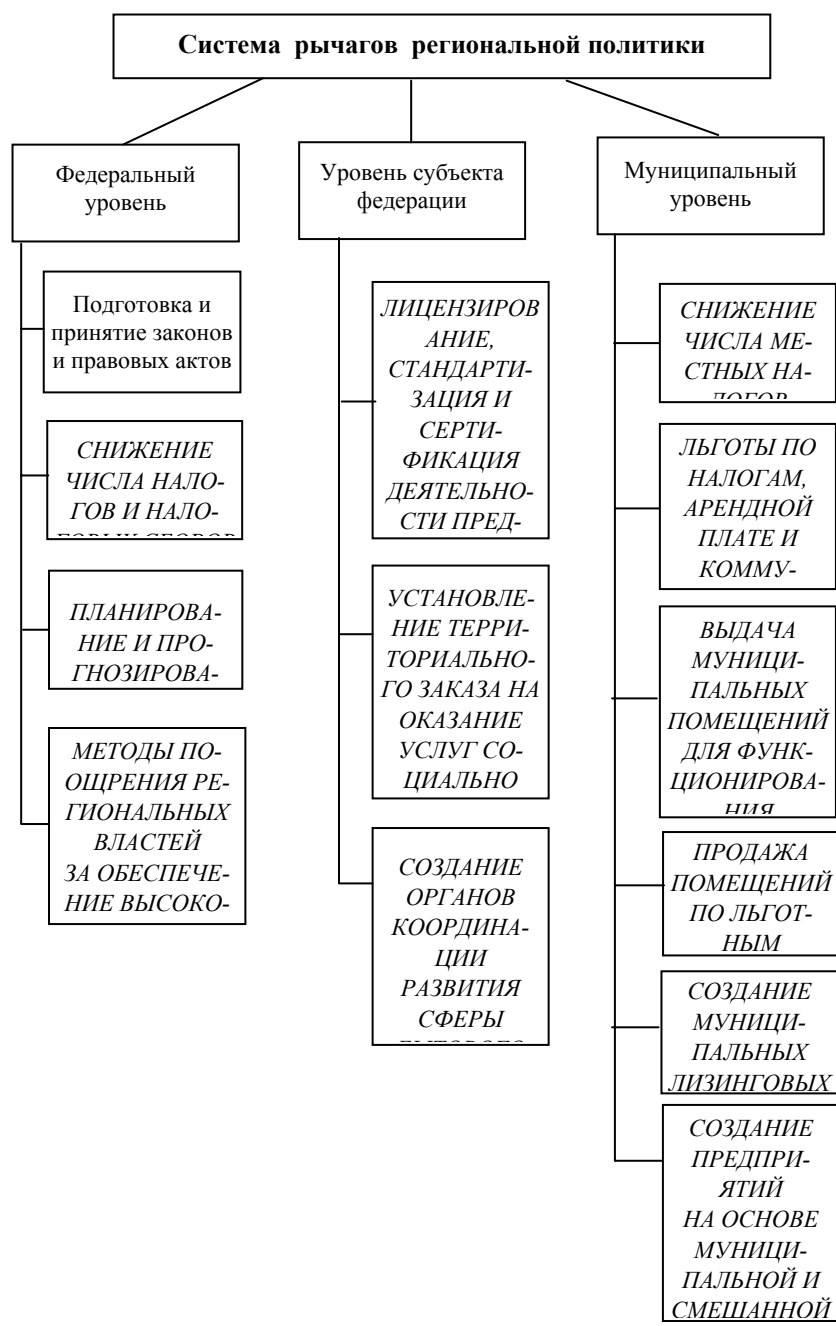 Система рычагов региональной политики
Федеральный
уровень
Подготовка и
принятие законов
и правовых актов
СНИЖЕНИЕ
ЧИСЛА НАЛО-
ГОВ И НАЛО-
ГОВЫХ СБОРОВ
ПЛАНИРОВА-
НИЕ И ПРО-
ГНОЗИРОВА-
МЕТОДЫ ПО-
ОЩРЕНИЯ РЕ-
ГИОНАЛЬНЫХ
ВЛАСТЕЙ
ЗА ОБЕСПЕЧЕ-
НИЕ ВЫСОКО-
Уровень субъекта
федерации
ЛИЦЕНЗИРОВ
АНИЕ,
СТАНДАРТИ-
ЗАЦИЯ И
СЕРТИ-
ФИКАЦИЯ
ДЕЯТЕЛЬНО-
СТИ ПРЕД-
УСТАНОВЛЕ-
НИЕ ТЕРРИ-
ТОРИАЛЬНО-
ГО ЗАКАЗА НА
ОКАЗАНИЕ
УСЛУГ СО-
ЦИАЛЬНО
СОЗДАНИЕ
ОРГАНОВ
КООРДИНА-
ЦИИ
РАЗВИТИЯ
СФЕРЫ
БЫТОВОГО
Муниципальный
уровень
СНИЖЕНИЕ
ЧИСЛА МЕ-
СТНЫХ НА-
ЛОГОВ
ЛЬГОТЫ ПО
НАЛОГАМ,
АРЕНДНОЙ
ПЛАТЕ И
КОММУ-
ВЫДАЧА
МУНИЦИ-
ПАЛЬНЫХ
ПОМЕЩЕНИЙ
ДЛЯ ФУНК-
ЦИОНИРОВА-
НИЯ
ПРОДАЖА
ПОМЕЩЕНИЙ
ПО ЛЬГОТ-
НЫМ
СОЗДАНИЕ
МУНИЦИ-
ПАЛЬНЫХ
ЛИЗИНГОВЫХ
СОЗДАНИЕ
ПРЕДПРИ-
ЯТИЙ
НА ОСНОВЕ
МУНИЦИ-
ПАЛЬНОЙ И
СМЕШАННОЙ